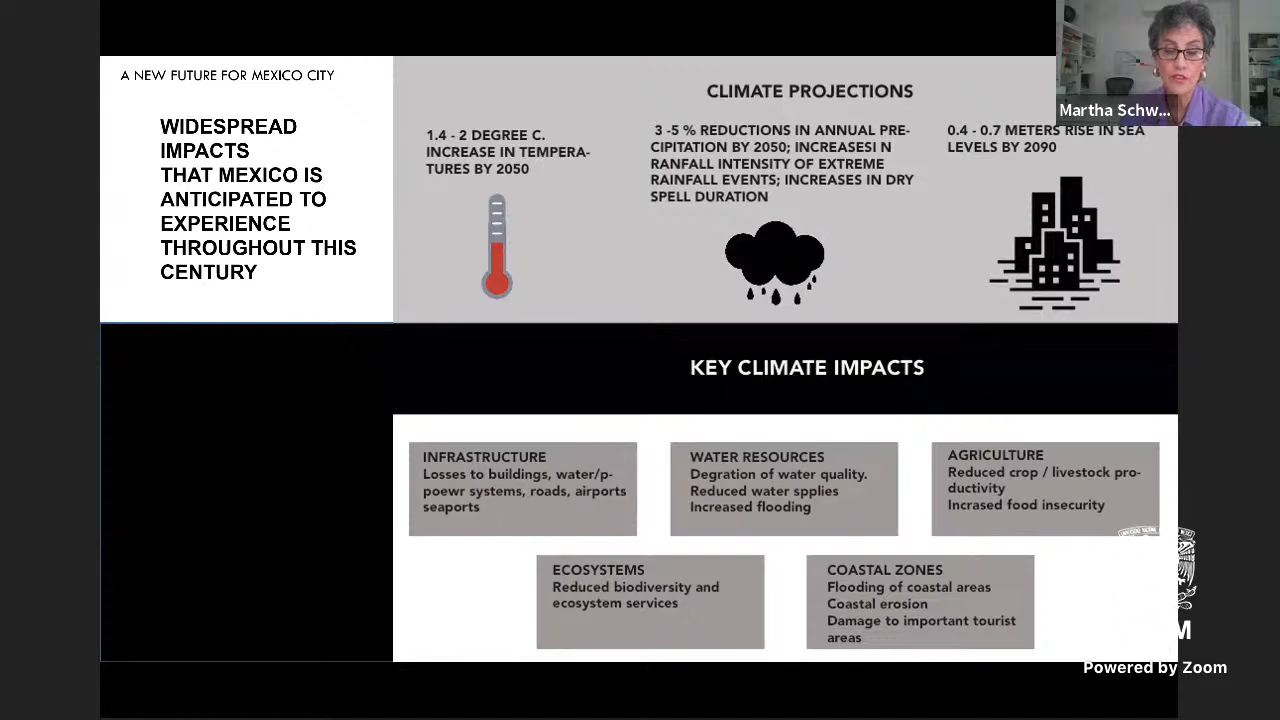 A NEW FUTURE FOR MEXICO CITY
WIDESPREAD
IMPACTS
THAT MEXICO IS
ANTICIPATED TO
EXPERIENCE
THROUGHOUT THIS
CENTURY
CLIMATE PROJECTIONS
1.4 - 2 DEGREE C.
INCREASE IN TEMPERA-
TURES BY 2050
3 -5 % REDUCTIONS IN ANNUAL PRE-
CIPITATION BY 2050; INCREASESI N
RANFALL INTENSITY OF EXTREME
RAINFALL EVENTS; INCREASES IN DRY
SPELL DURATION
0.4 - 0.7 METERS RISE IN SEA
LEVELS BY 2090
Martha Schw...
KEY CLIMATE IMPACTS
INFRASTRUCTURE
Losses to buildings, water/p-
poewr systems, roads, airports
seaports
WATER RESOURCES
Degration of water quality.
Reduced water spplies
Increased flooding
AGRICULTURE
Reduced crop / livestock pro-
ductivity
Incrased food insecurity
ECOSYSTEMS
Reduced biodiversity and
ecosystem services
COASTAL ZONES
Flooding of coastal areas
Coastal erosion
Damage to important tourist
areas
M
Powered by Zoom